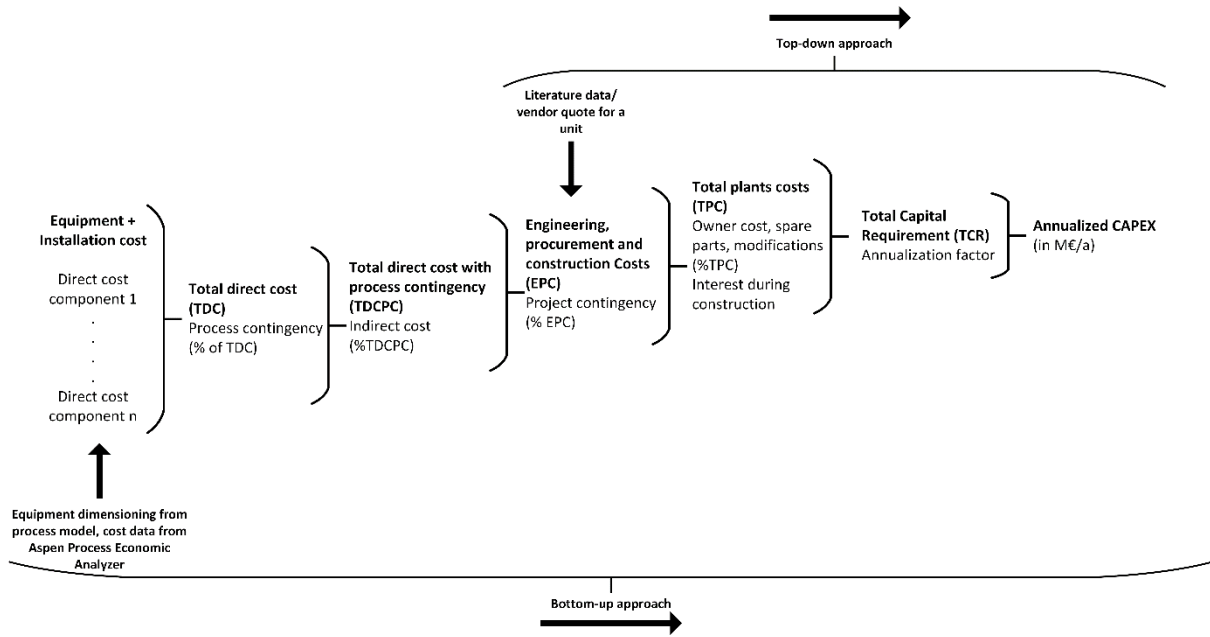 Top-down approach
Literature data/
vendor quote for a
unit
Equipment +
Installation cost
Direct cost
component 1
.
.
.
.
Direct cost
component n
Total direct cost
(TDC)
Process contingency
(% of TDC)
Total direct cost with
process contingency
(TDCPC)
Indirect cost
(%TDCPC)
Engineering,
procurement and
construction Costs
(EPC)
Project contingency
(% EPC)
Total plants costs
(TPC)
Owner cost, spare
parts, modifications
(%TPC)
Interest during
construction
Total Capital
Requirement (TCR)
Annualization factor
Annualized CAPEX
(in M€/a)
Equipment dimensioning from
process model, cost data from
Aspen Process Economic
Analyzer
Bottom-up approach